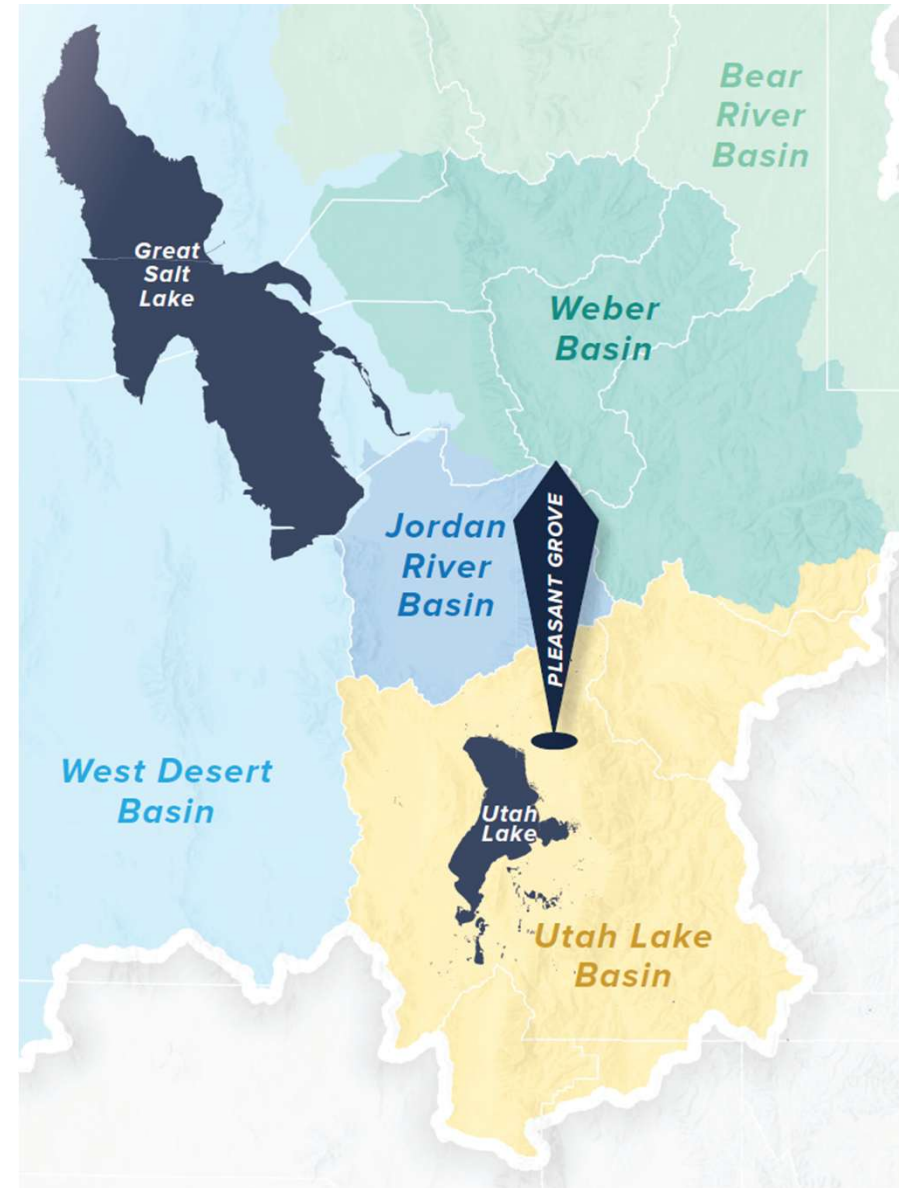 Bear
River
Basin
Great
Salt
Lake
Weber
Basin
Jordan
River
Basin
PLEASANT GROVE
West Desert
Basin
Utah
Lake
Utah Lake
Basin